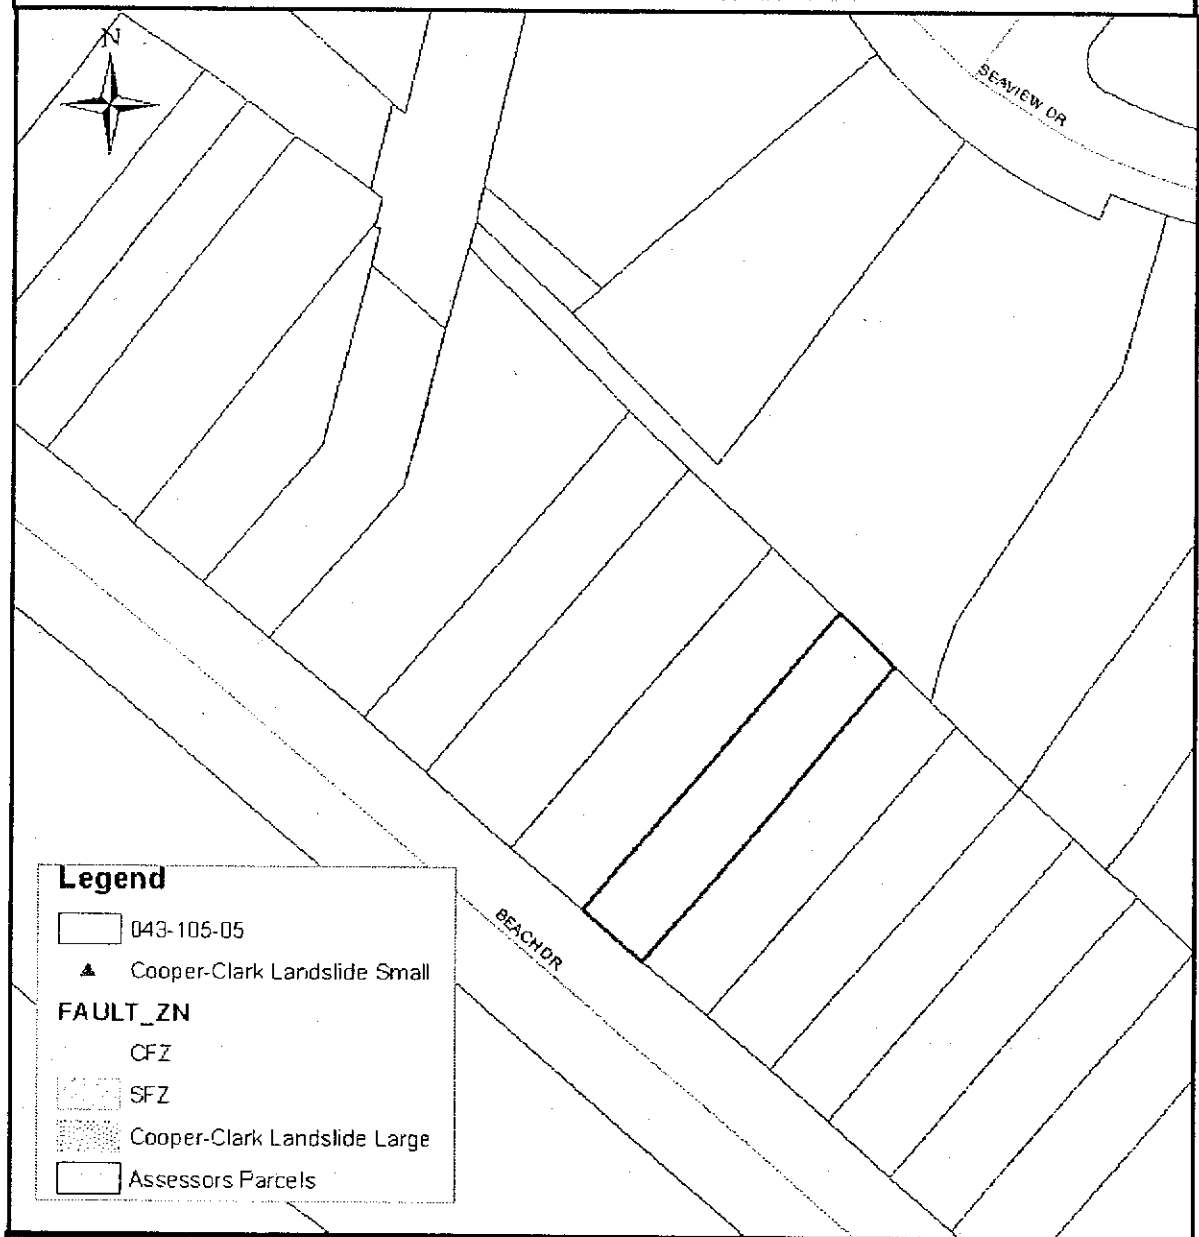 N
SEAVIEW DR
BEACH DR
Legend
043-105-05
Cooper-Clark Landslide Small
FAULT_ZN
CFZ
SFZ
Cooper-Clark Landslide Large
Assessors Parcels